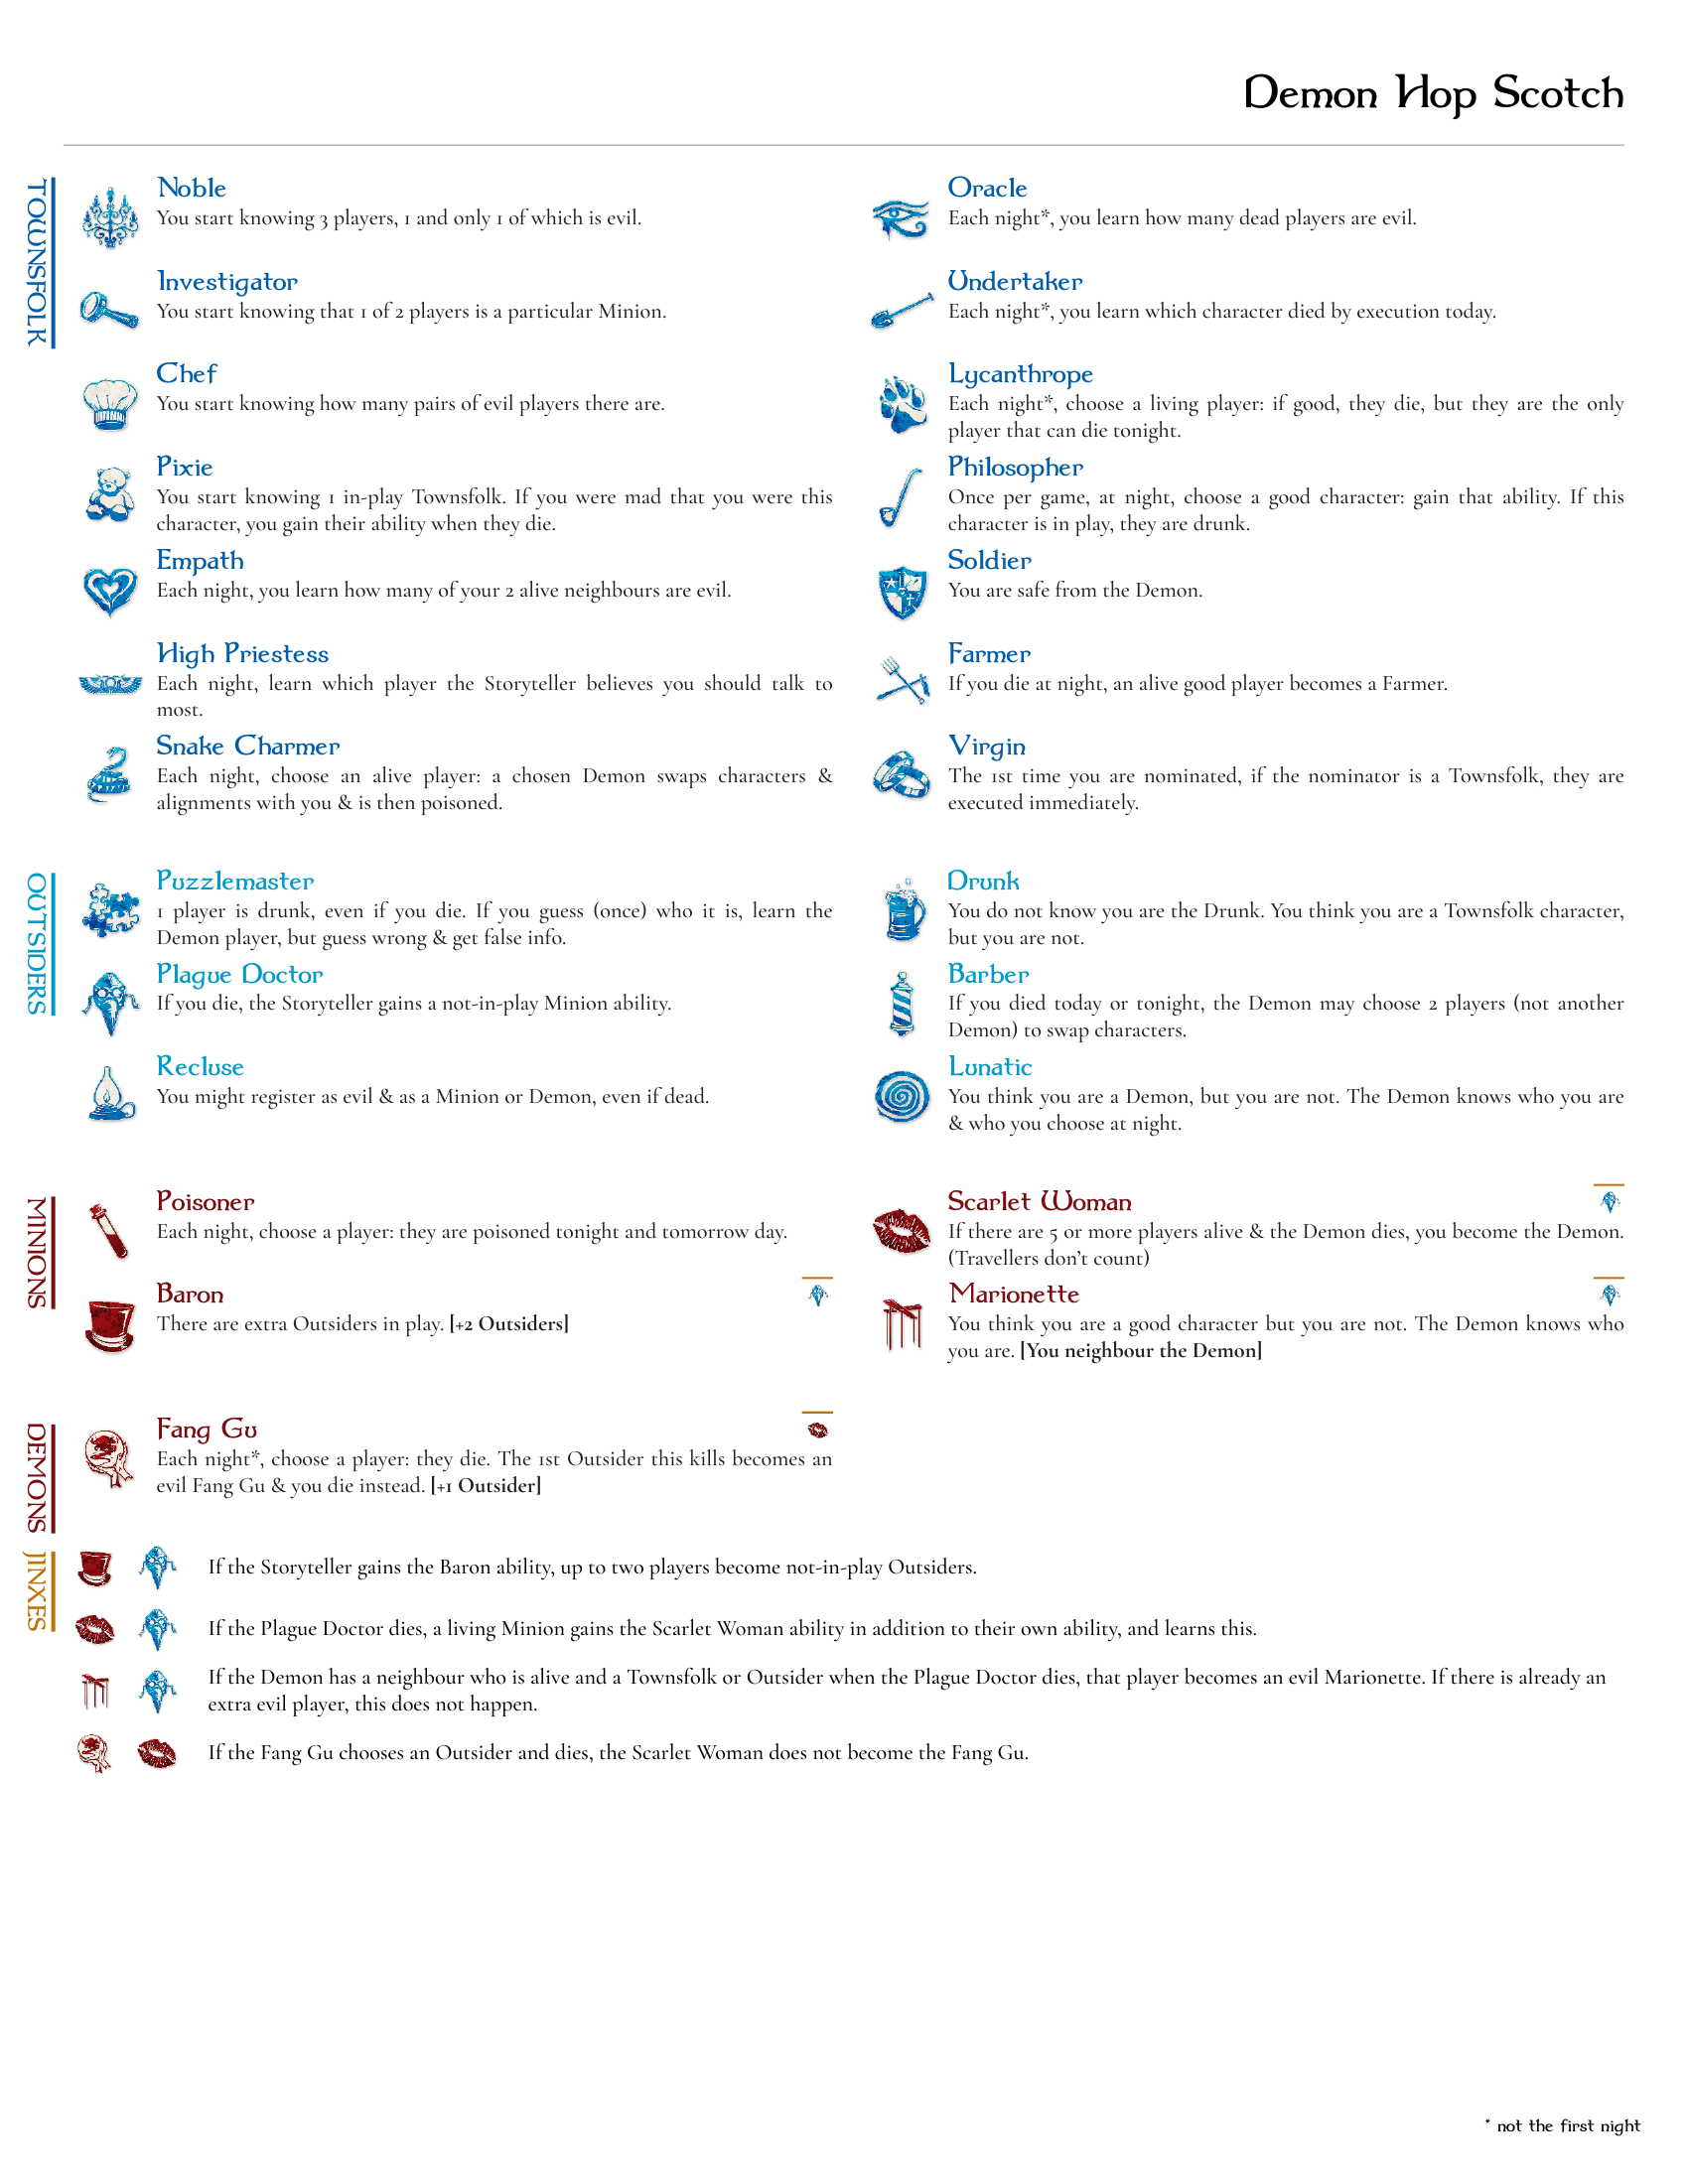 Demon Hop Scotch
TOWNSFOLK
Noble
You start knowing 3 players, 1 and only 1 of which is evil.
Investigator
You start knowing that 1 of 2 players is a particular Minion.
Chef
You start knowing how many pairs of evil players there are.
Pixie
You start knowing 1 in-play Townsfolk. If you were mad that you were this
character, you gain their ability when they die.
Empath
Each night, you learn how many of your 2 alive neighbours are evil.
High Priestess
Each night, learn which player the Storyteller believes you should talk to
most.
Snake Charmer
Each night, choose an alive player: a chosen Demon swaps characters &
alignments with you & is then poisoned.
Oracle
Each night*, you learn how many dead players are evil.
Undertaker
Each night*, you learn which character died by execution today.
Lycanthrope
Each night*, choose a living player: if good, they die, but they are the only
player that can die tonight.
Philosopher
Once per game, at night, choose a good character: gain that ability. If this
character is in play, they are drunk.
Soldier
You are safe from the Demon.
Farmer
If you die at night, an alive good player becomes a Farmer.
Virgin
The 1st time you are nominated, if the nominator is a Townsfolk, they are
executed immediately.
OUTSIDERS
Puzzlemaster
1 player is drunk, even if you die. If you guess (once) who it is, learn the
Demon player, but guess wrong & get false info.
Plague Doctor
If you die, the Storyteller gains a not-in-play Minion ability.
Recluse
You might register as evil & as a Minion or Demon, even if dead.
Drunk
You do not know you are the Drunk. You think you are a Townsfolk character,
but you are not.
Barber
If you died today or tonight, the Demon may choose 2 players (not another
Demon) to swap characters.
Lunatic
You think you are a Demon, but you are not. The Demon knows who you are
& who you choose at night.
MINIONS
Poisoner
Each night, choose a player: they are poisoned tonight and tomorrow day.
Baron
There are extra Outsiders in play. [+2 Outsiders]
Scarlet Woman
If there are 5 or more players alive & the Demon dies, you become the Demon.
(Travellers don't count)
Marionette
You think you are a good character but you are not. The Demon knows who
you are. [You neighbour the Demon]
DEMONS
Fang Gu
Each night*, choose a player: they die. The 1st Outsider this kills becomes an
evil Fang Gu & you die instead. [+1 Outsider]
JINXES
If the Storyteller gains the Baron ability, up to two players become not-in-play Outsiders.
If the Plague Doctor dies, a living Minion gains the Scarlet Woman ability in addition to their own ability, and learns this.
If the Demon has a neighbour who is alive and a Townsfolk or Outsider when the Plague Doctor dies, that player becomes an evil Marionette. If there is already an
extra evil player, this does not happen.
If the Fang Gu chooses an Outsider and dies, the Scarlet Woman does not become the Fang Gu.
* not the first night